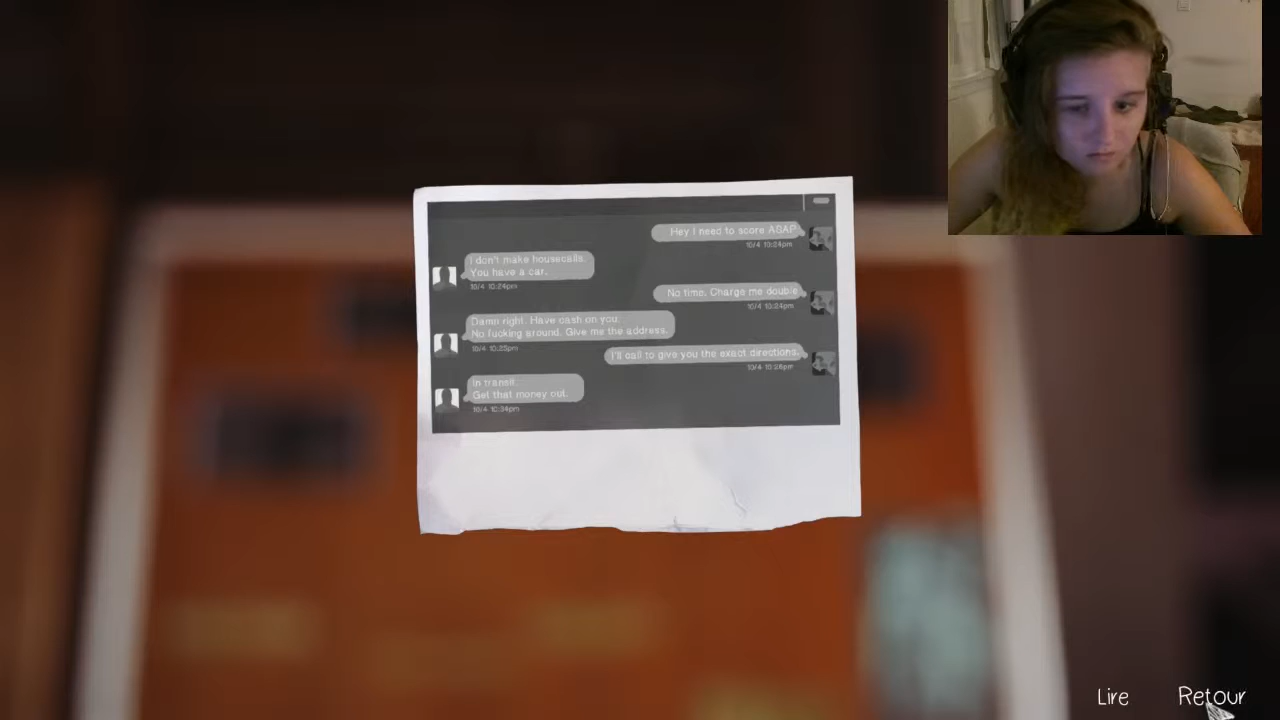 Hey I need to score ASAP
10/4 10:24pm
I don't make housecalls.
You have a car.
10/4 10:24pm
No time. Charge me double
10/4 10:24pm
Damn right. Have cash on you.
No fucking around. Give me the address.
10/4 10:25pm
I'll call to give you the exact directions.
10/4 10:26pm
In transit.
Get that money out.
10/4 10:34pm
Lire
Retour